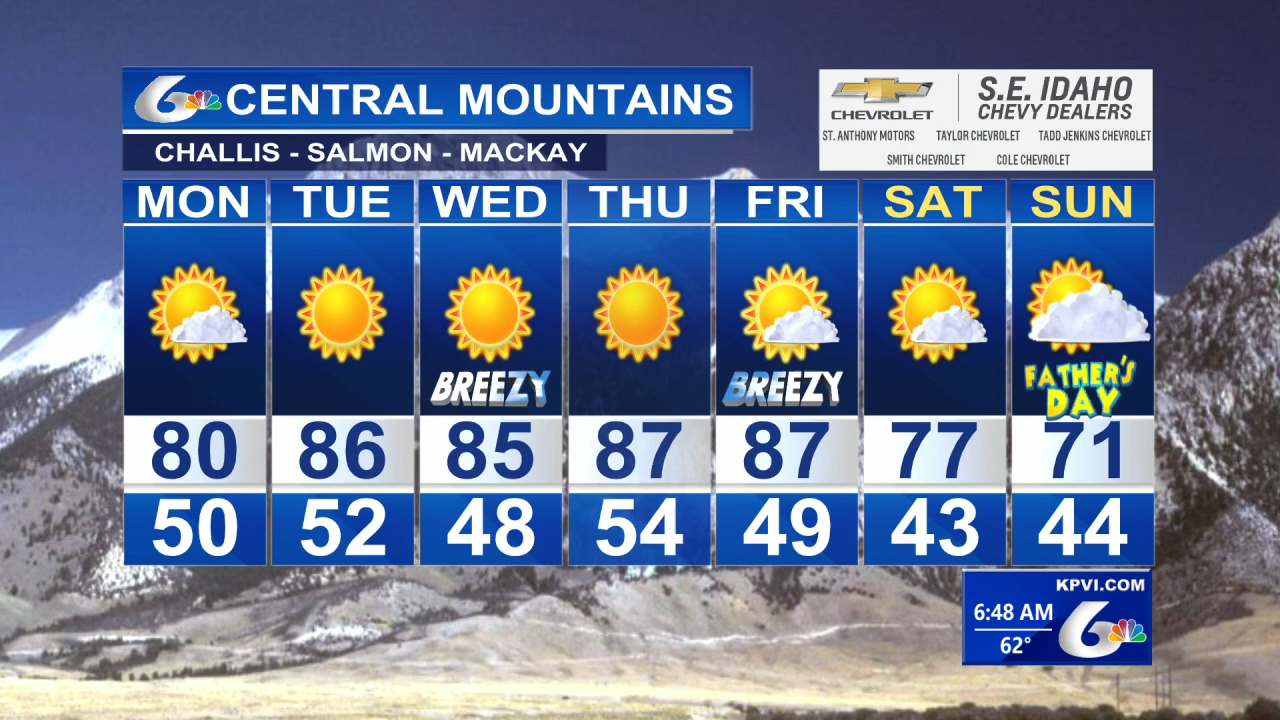 6 CENTRAL MOUNTAINS
CHALLIS - SALMON - MACKAY
CHEVROLET
S.E. IDAHO
CHEVY DEALERS
ST. ANTHONY MOTORS TAYLOR CHEVROLET TADD JENKINS CHEVROLET
SMITH CHEVROLET COLE CHEVROLET
MON TUE WED THU FRI SAT SUN
BREEZY BREEZY FATHER'S
DAY
80 86 85 87 87 77 71
50 52 48 54 49 43 44
KPVI.COM
6:48 AM
62°
6